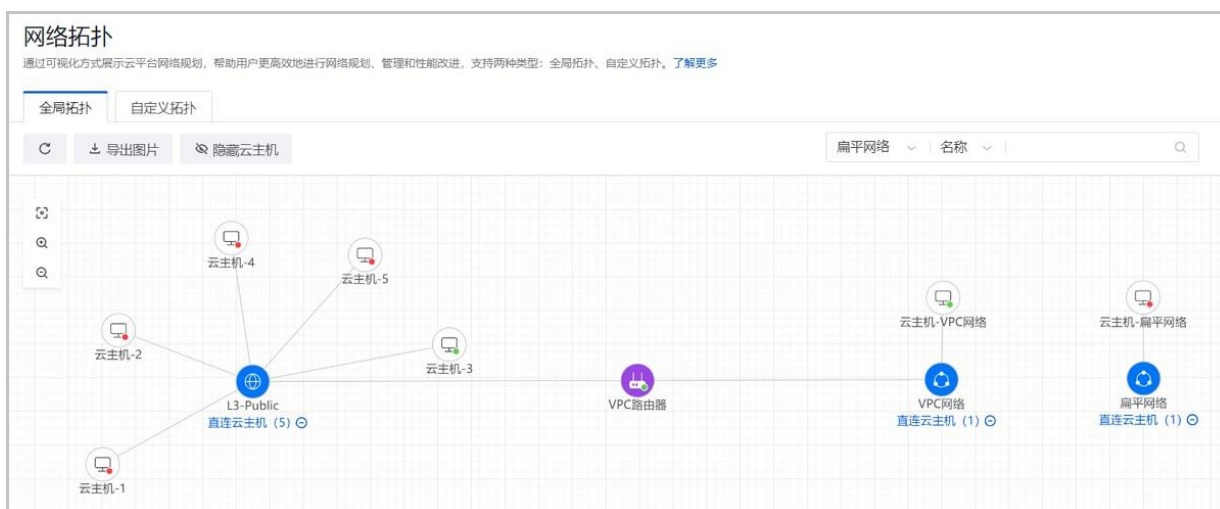 网络拓扑
通过可视化方式展示云平台网络规划，帮助用户更高效地进行网络规划、管理和性能改进，支持两种类型：全局拓扑、自定义拓扑。了解更多
全局拓扑 自定义拓扑
导出图片 隐藏云主机 扁平网络 名称
云主机-4
云主机-5
云主机-VPC网络 云主机-扁平网络
云主机-2
云主机-3
L3-Public VPC路由器 VPC网络 扁平网络
直连云主机（5） 直连云主机（1） 直连云主机（1）
云主机-1